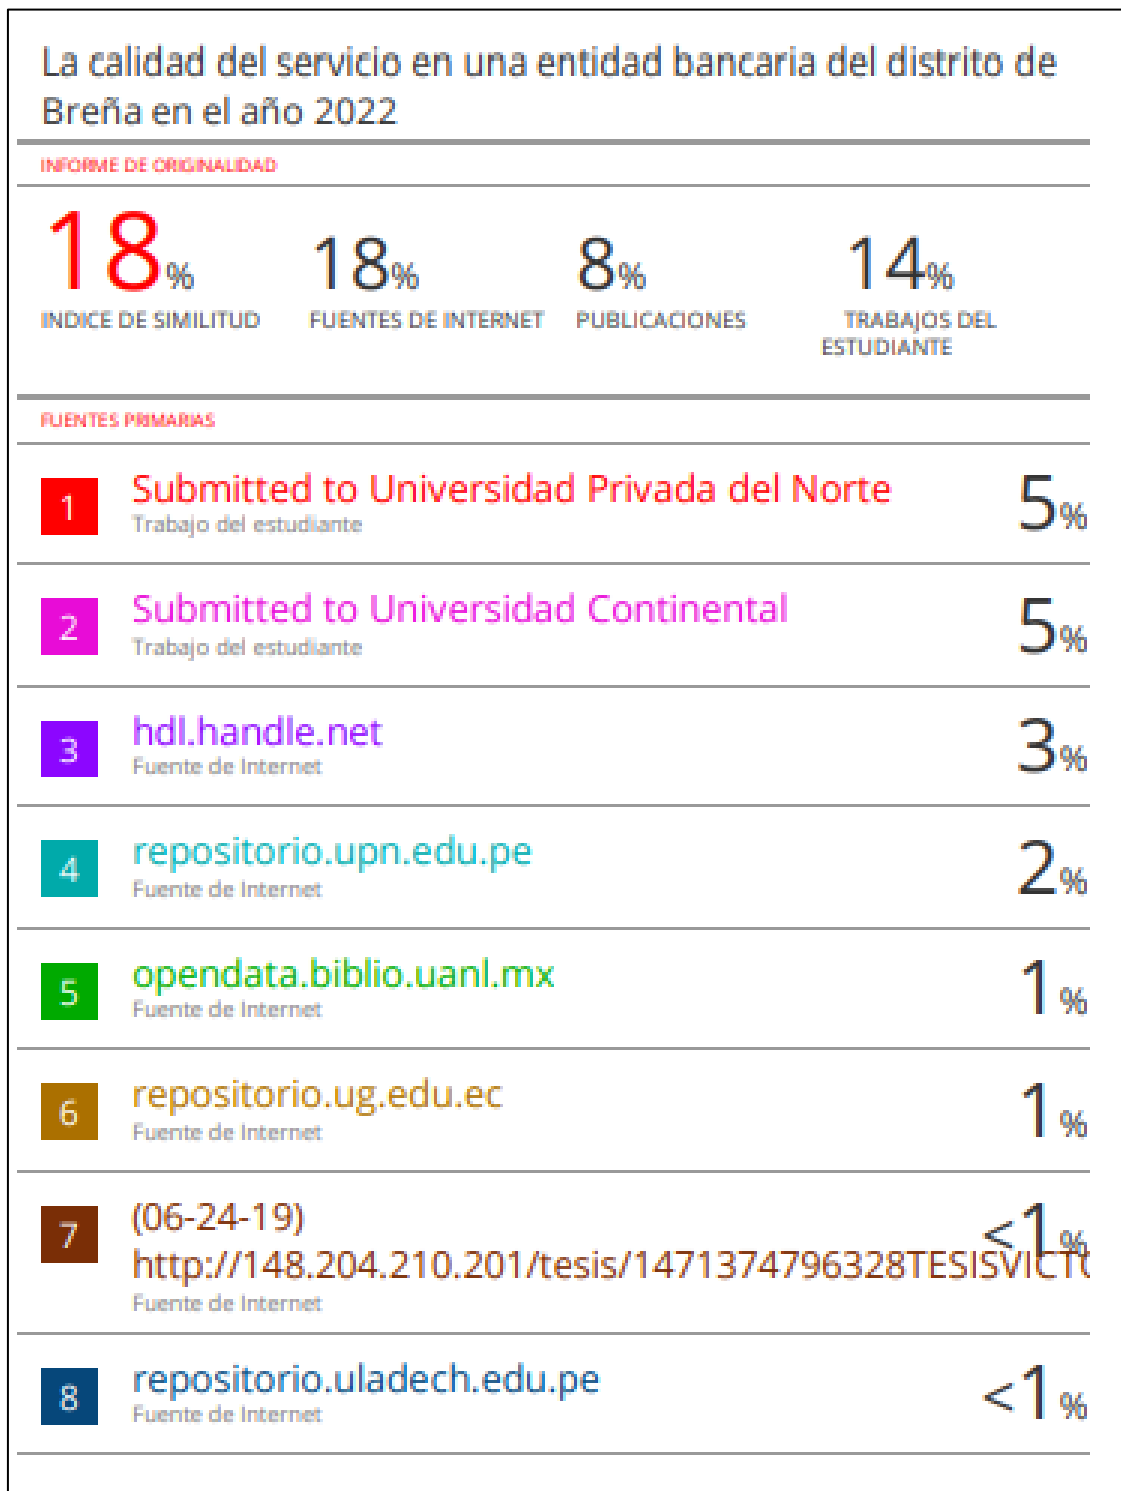 La calidad del servicio en una entidad bancaria del distrito de
Breña en el año 2022
INFORME DE ORIGINALIDAD
18%
INDICE DE SIMILITUD
18%
FUENTES DE INTERNET
8%
PUBLICACIONES
14%
TRABAJOS DEL
ESTUDIANTE
FUENTES PRIMARIAS
1
Submitted to Universidad Privada del Norte
Trabajo del estudiante
5%
2
Submitted to Universidad Continental
Trabajo del estudiante
5%
3
hdl.handle.net
Fuente de Internet
3%
4
repositorio.upn.edu.pe
Fuente de Internet
2%
5
opendata.biblio.uanl.mx
Fuente de Internet
1%
6
repositorio.ug.edu.ec
Fuente de Internet
1%
7
(06-24-19)
http://148.204.210.201/tesis/1471374796328TESISVICTO
Fuente de Internet
<1%
8
repositorio.uladech.edu.pe
Fuente de Internet
<1%